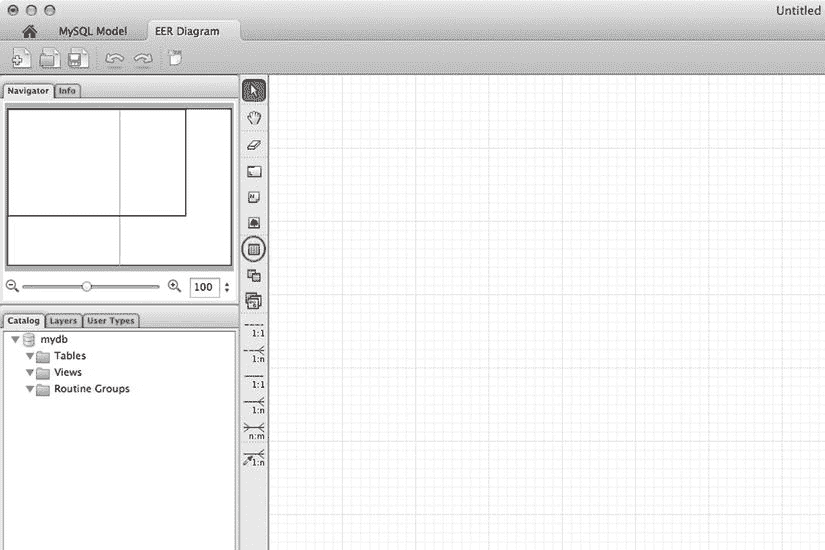 Untitled
MySQL Model EER Diagram
Navigator Info
100
Catalog Layers User Types
mydb
Tables
Views
Routine Groups
1:1
1:n
1:1
1:n
n:m
1:n